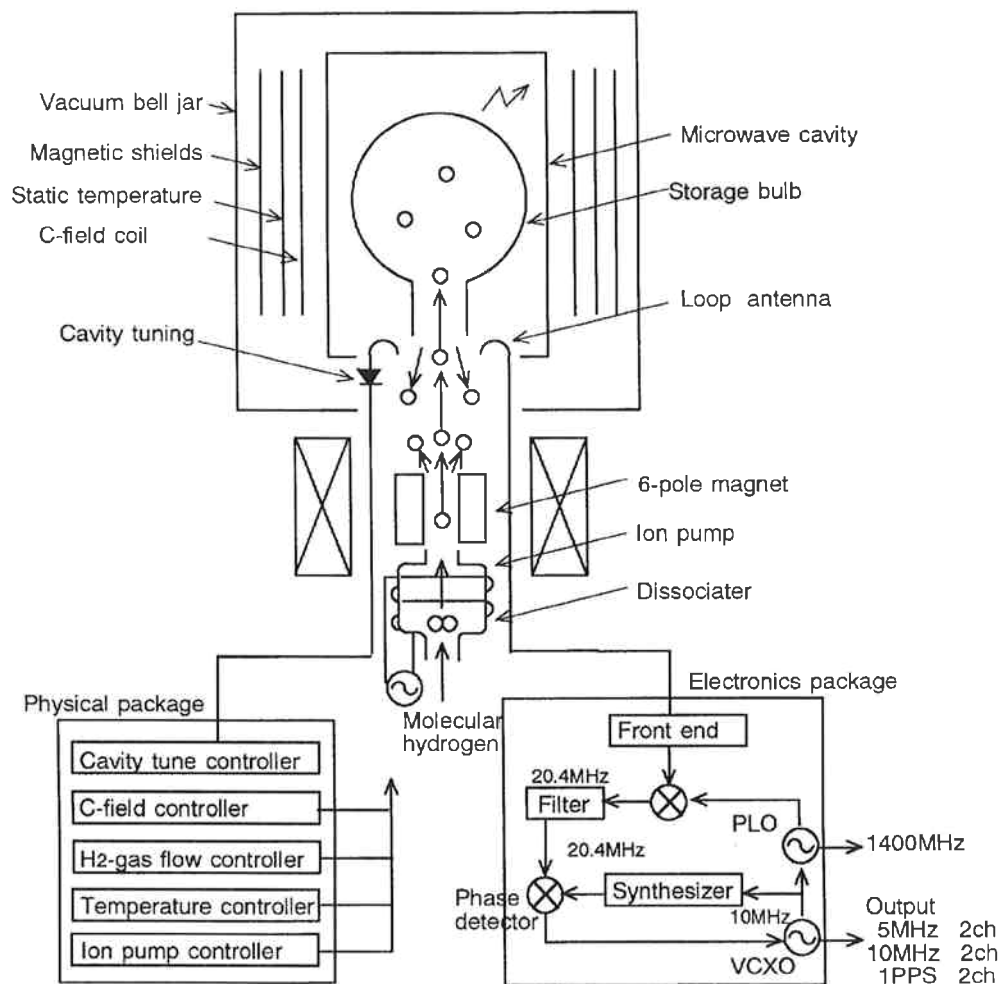 Vacuum bell jar
Magnetic shields
Static temperature
C-field coil
Cavity tuning
Microwave cavity
Storage bulb
Loop antenna
6-pole magnet
Ion pump
Dissociater
Molecular
hydrogen
Physical package
Cavity tune controller
C-field controller
H2-gas flow controller
Temperature controller
Ion pump controller
Electronics package
Front end
20.4MHz
Filter
PLO
1400MHz
20.4MHz
Phase
detector
Synthesizer
10MHz
VCXO
Output
5MHz 2ch
10MHz 2ch
1PPS 2ch